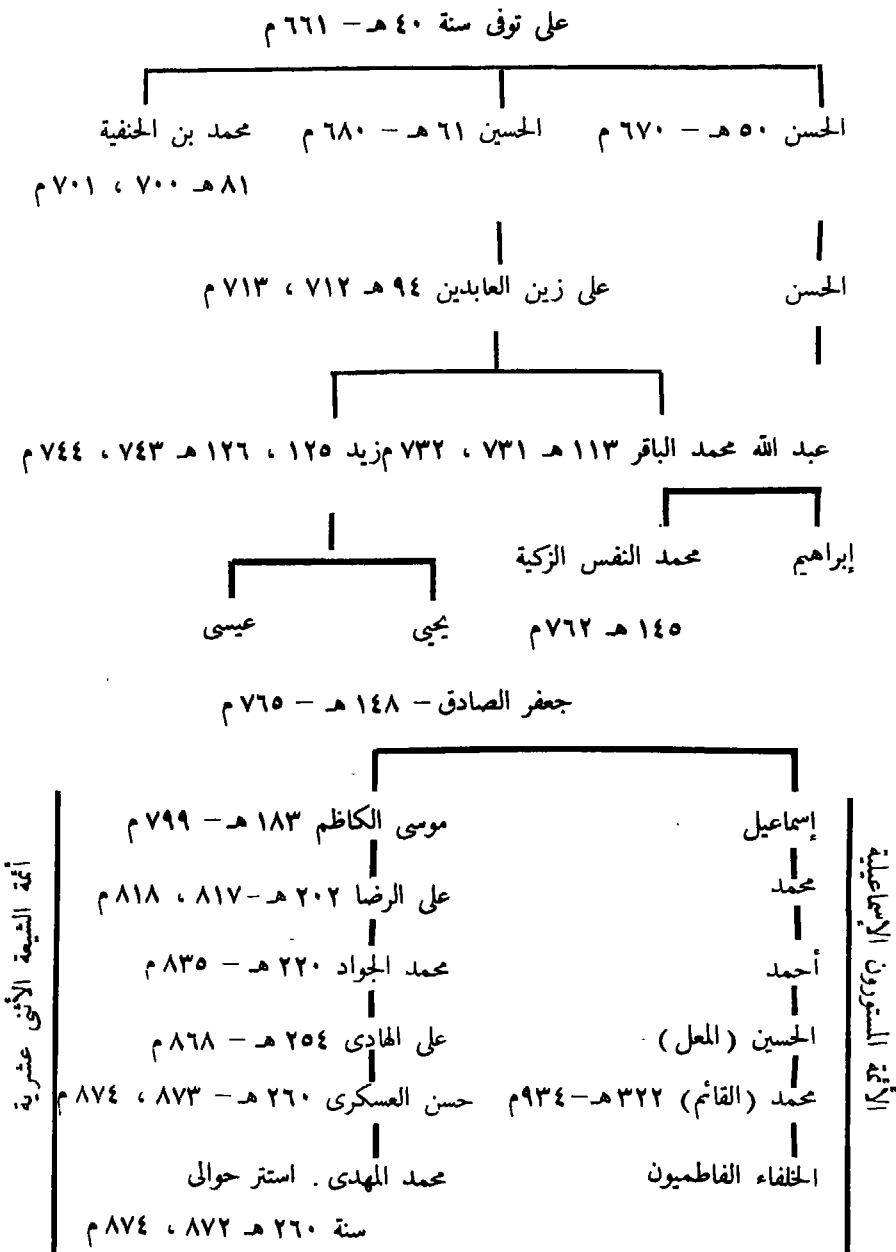 على توفى سنة ٤٠ هـ – ٦٦١ م
الحسن ٥٠ هـ – ٦٧٠ م الحسين ٦١ هـ – ٦٨٠ م محمد بن الحنفية
٨١ هـ ٧٠٠ ، ٧٠١ م
الحسن على زين العابدين ٩٤ هـ ٧١٢ ، ٧١٣ م
عبد الله محمد الباقر ١١٣ هـ ٧٣١ ، ٧٣٢ م زيد ١٢٥ ، ١٢٦ هـ ٧٤٣ ، ٧٤٤ م
إبراهيم محمد النفس الزكية
يحيى عيسى ١٤٥ هـ ٧٦٢ م
جعفر الصادق – ١٤٨ هـ – ٧٦٥ م
الأئمة المستورون الإسماعيلية
إسماعيل موسى الكاظم ١٨٣ هـ – ٧٩٩ م
محمد على الرضا ٢٠٢ هـ – ٨١٧ ، ٨١٨ م
أحمد محمد الجواد ٢٢٠ هـ – ٨٣٥ م
الحسين (المعل) على الهادى ٢٥٤ هـ – ٨٦٨ م
محمد (القائم) ٣٢٢ هـ – ٩٣٤ م حسن العسكرى ٢٦٠ هـ – ٨٧٣ ، ٨٧٤ م
الخلفاء الفاطميون محمد المهدى . استتر حوالى
سنة ٢٦٠ هـ ٨٧٢ ، ٨٧٤ م
أئمة الشيعة الأثنى عشرية